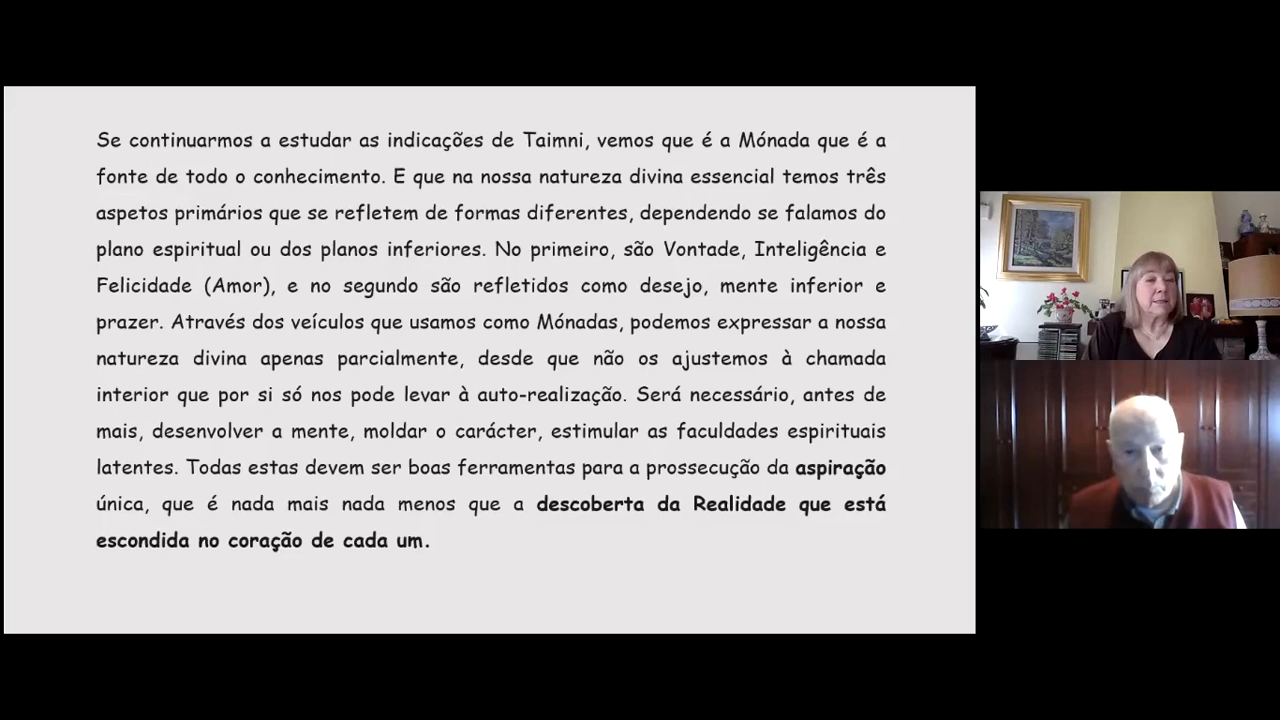 Se continuarmos a estudar as indicações de Taimni, vemos que é a Mónada que é a
fonte de todo o conhecimento. E que na nossa natureza divina essencial temos três
aspetos primários que se refletem de formas diferentes, dependendo se falamos do
plano espiritual ou dos planos inferiores. No primeiro, são Vontade, Inteligência e
Felicidade (Amor), e no segundo são refletidos como desejo, mente inferior e
prazer. Através dos veículos que usamos como Mónadas, podemos expressar a nossa
natureza divina apenas parcialmente, desde que não os ajustemos à chamada
interior que por si só nos pode levar à auto-realização. Será necessário, antes de
mais, desenvolver a mente, moldar o carácter, estimular as faculdades espirituais
latentes. Todas estas devem ser boas ferramentas para a prossecução da aspiração
única, que é nada mais nada menos que a descoberta da Realidade que está
escondida no coração de cada um.